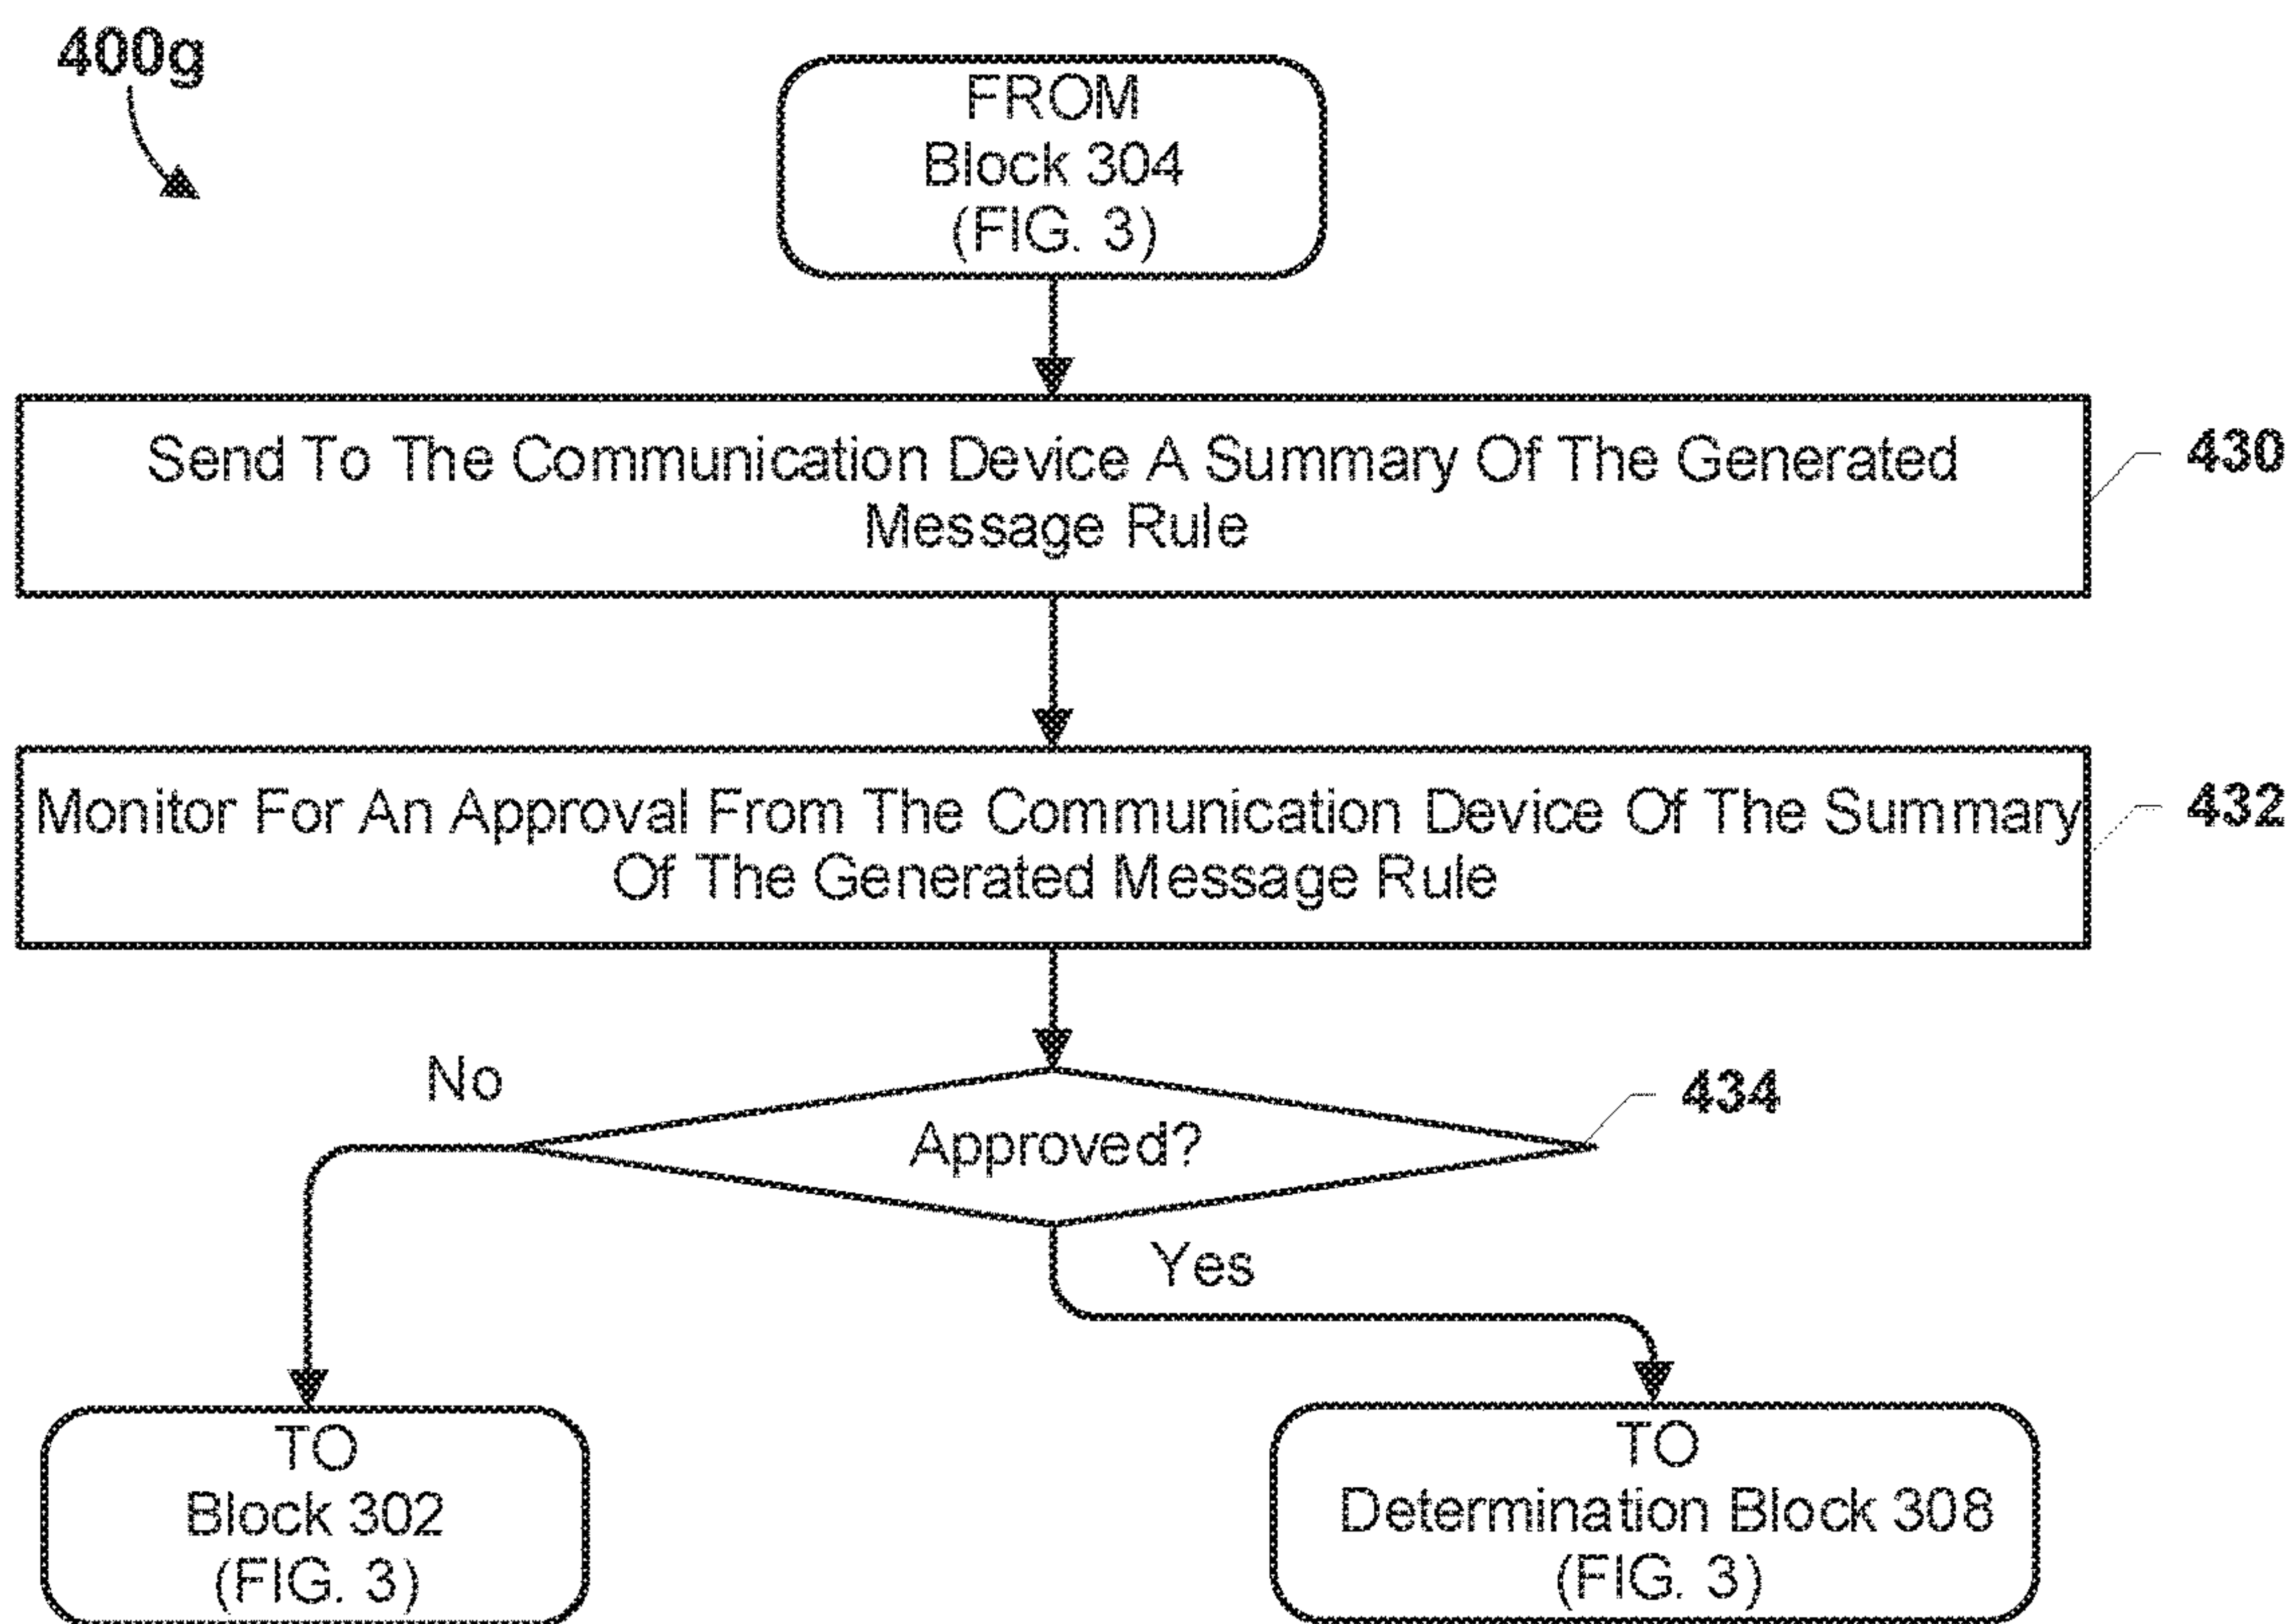 400g
FROM
Block 304
(FIG. 3)
Send To The Communication Device A Summary Of The Generated
Message Rule
430
Monitor For An Approval From The Communication Device Of The Summary
Of The Generated Message Rule
432
No
Approved?
434
Yes
TO
Block 302
(FIG. 3)
TO
Determination Block 308
(FIG. 3)